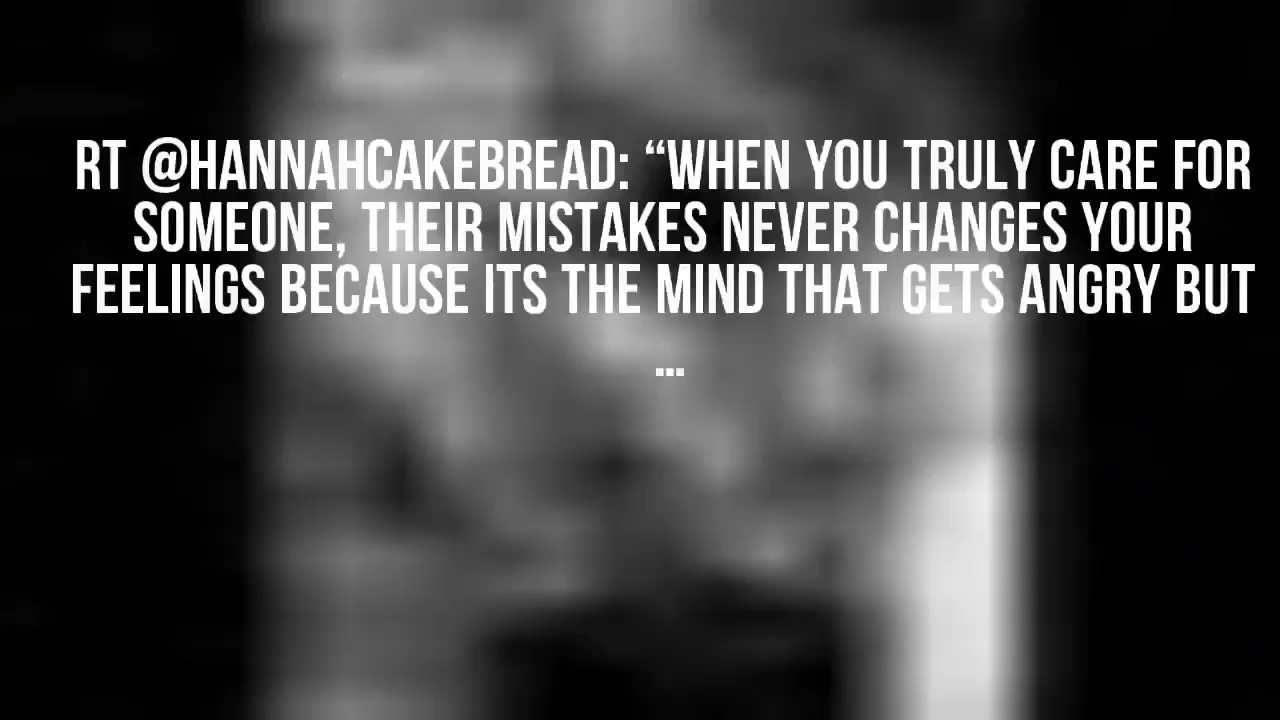 RT @HANNAHCAKEBREAD: “WHEN YOU TRULY CARE FOR
SOMEONE, THEIR MISTAKES NEVER CHANGES YOUR
FEELINGS BECAUSE ITS THE MIND THAT GETS ANGRY BUT
...